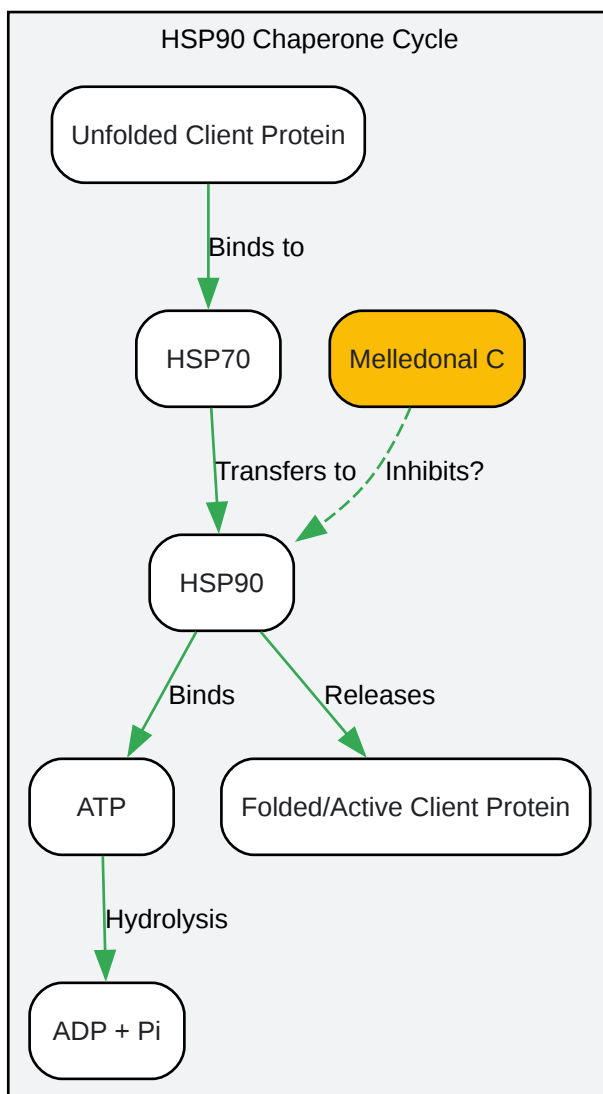 HSP90 Chaperone Cycle
Unfolded Client Protein
Binds to
HSP70
Melledonal C
Transfers to
Inhibits?
HSP90
Binds
Releases
ATP
Folded/Active Client Protein
Hydrolysis
ADP + Pi